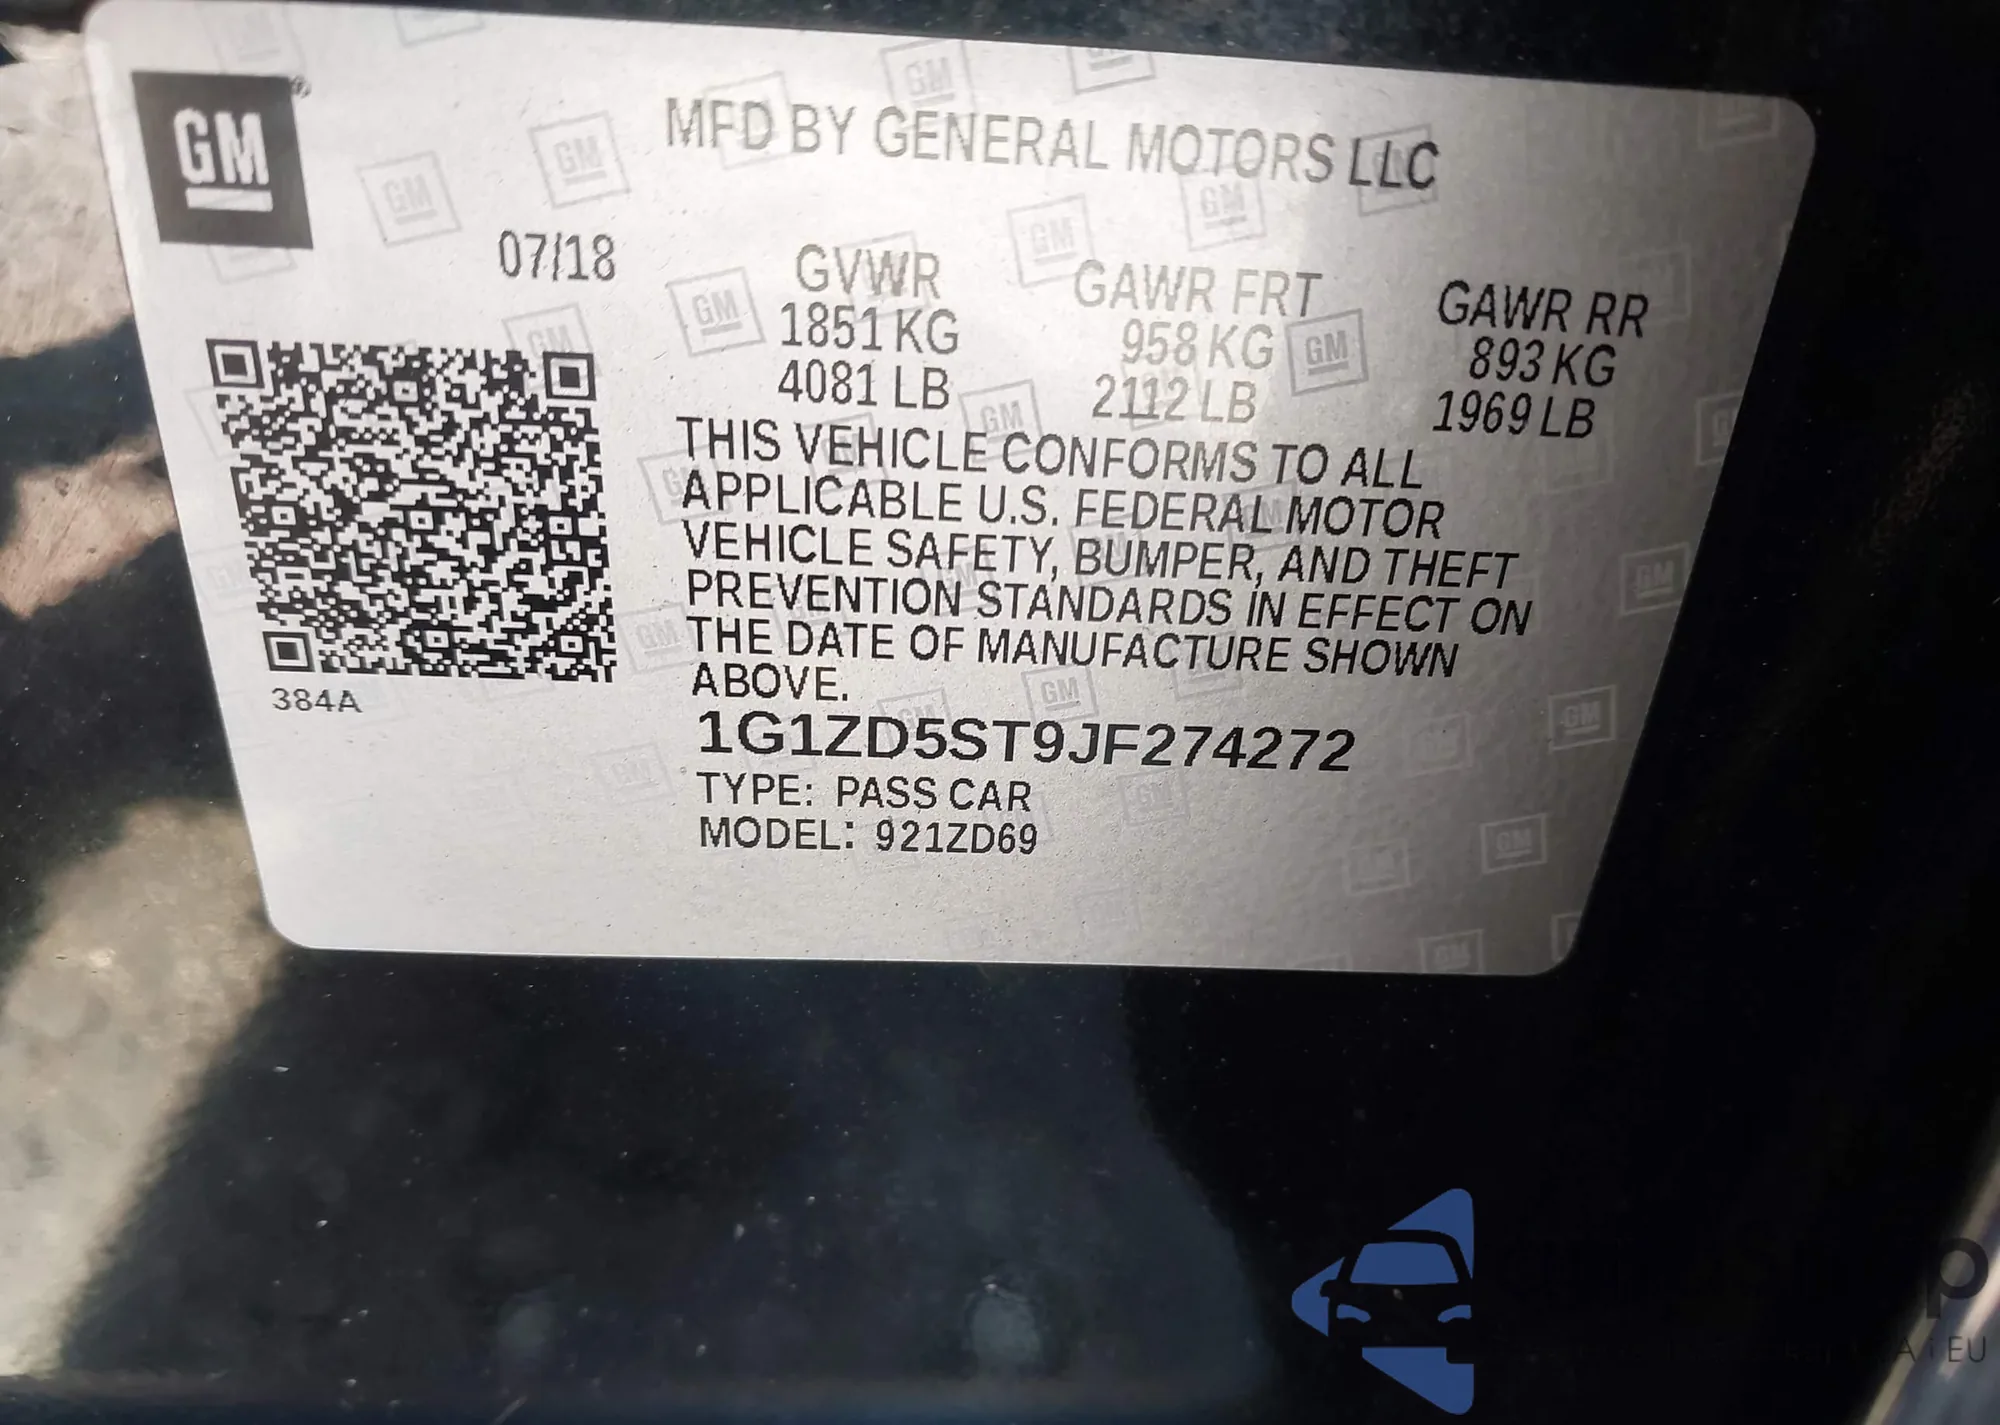 GM
MFD BY GENERAL MOTORS LLC
07/18
GVWR GAWR FRT GAWR RR
1851 KG 958 KG 893 KG
4081 LB 2112 LB 1969 LB
THIS VEHICLE CONFORMS TO ALL
APPLICABLE U.S. FEDERAL MOTOR
VEHICLE SAFETY, BUMPER, AND THEFT
PREVENTION STANDARDS IN EFFECT ON
THE DATE OF MANUFACTURE SHOWN
ABOVE.
384A
1G1ZD5ST9JF274272
TYPE: PASS CAR
MODEL: 921ZD69
EU